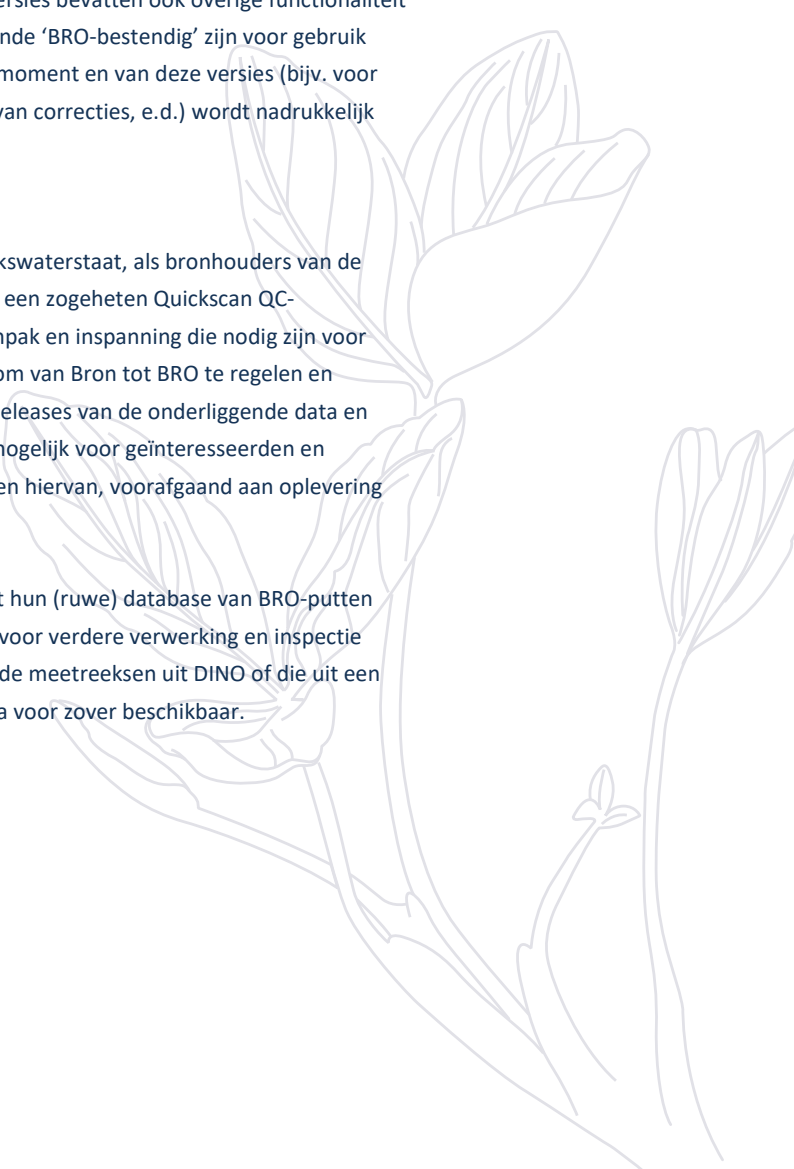 ersies bevatten ook overige functionaliteit
nde ‘BRO-bestendig’ zijn voor gebruik
moment en van deze versies (bijv. voor
van correcties, e.d.) wordt nadrukkelijk
kswaterstaat, als bronhouders van de
een zogeheten Quickscan QC-
npak en inspanning die nodig zijn voor
om van Bron tot BRO te regelen en
eleases van de onderliggende data en
mogelijk voor geïnteresseerden en
en hiervan, voorafgaand aan oplevering
t hun (ruwe) database van BRO-putten
voor verdere verwerking en inspectie
de meetreeksen uit DINO of die uit een
a voor zover beschikbaar.